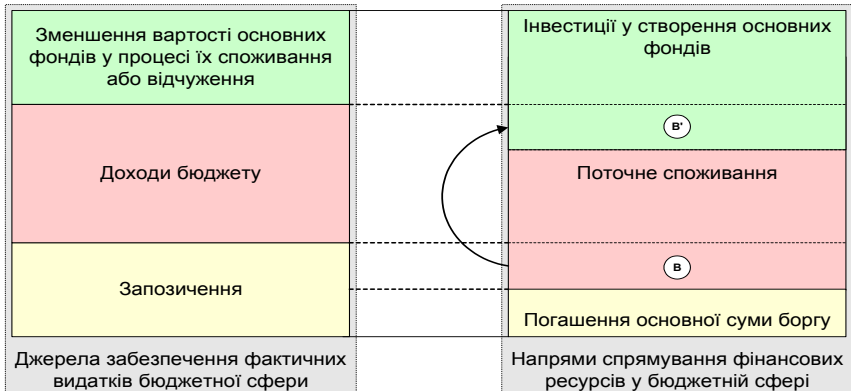 Зменшення вартості основних
фондів у процесі їх споживання
або відчуження
Доходи бюджету
Запозичення
Джерела забезпечення фактичних
видатків бюджетної сфери
Інвестиції у створення основних
фондів
В'
Поточне споживання
В
Погашення основної суми боргу
Напрями спрямування фінансових
ресурсів у бюджетній сфері